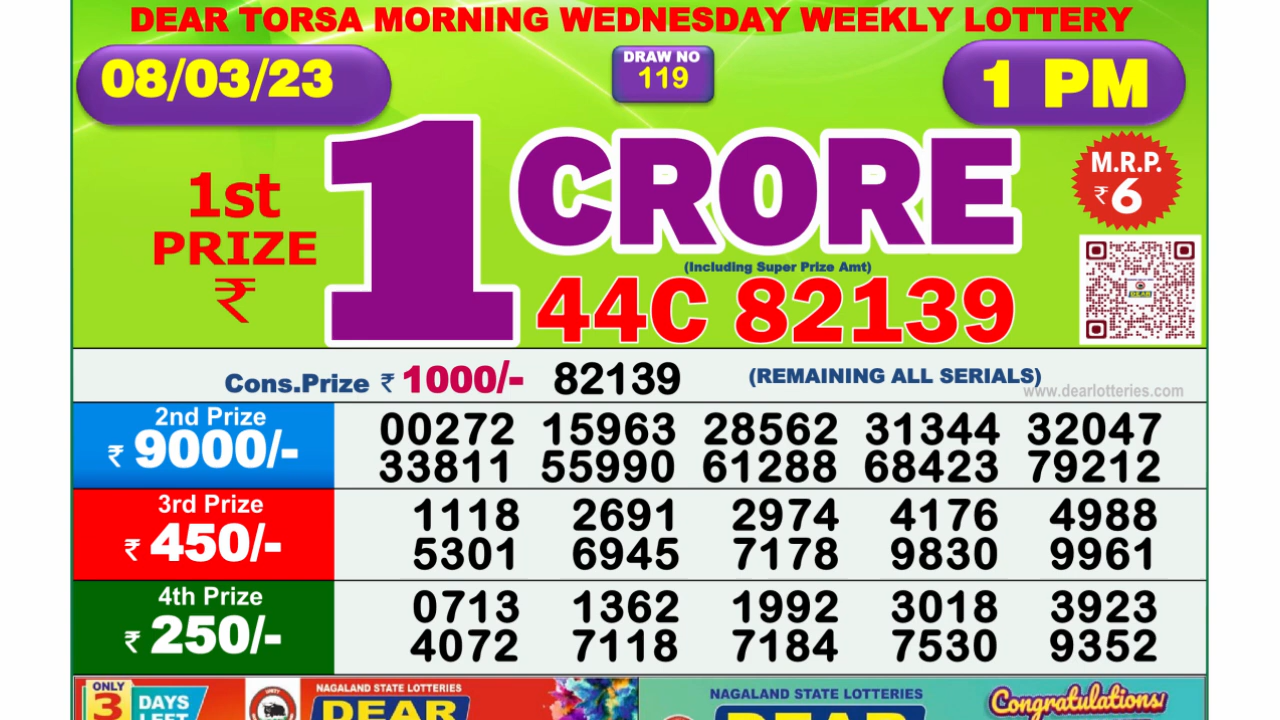 DEAR TORSA MORNING WEDNESDAY WEEKLY LOTTERY
08/03/23
DRAW NO
119
1 PM
1st
PRIZE
₹
1 CRORE
(Including Super Prize Amt)
44C 82139
M.R.P.
₹ 6
DEAR
Cons.Prize ₹ 1000/- 82139 (REMAINING ALL SERIALS)
www.dearlotteries.com
2nd Prize
₹ 9000/-
00272 15963 28562 31344 32047
33811 55990 61288 68423 79212
3rd Prize
₹ 450/-
1118 2691 2974 4176 4988
5301 6945 7178 9830 9961
4th Prize
₹ 250/-
0713 1362 1992 3018 3923
4072 7118 7184 7530 9352
ONLY
3 DAYS
LEFT
NAGALAND STATE LOTTERIES
DEAR
NAGALAND STATE LOTTERIES
DEAR
Congratulations!